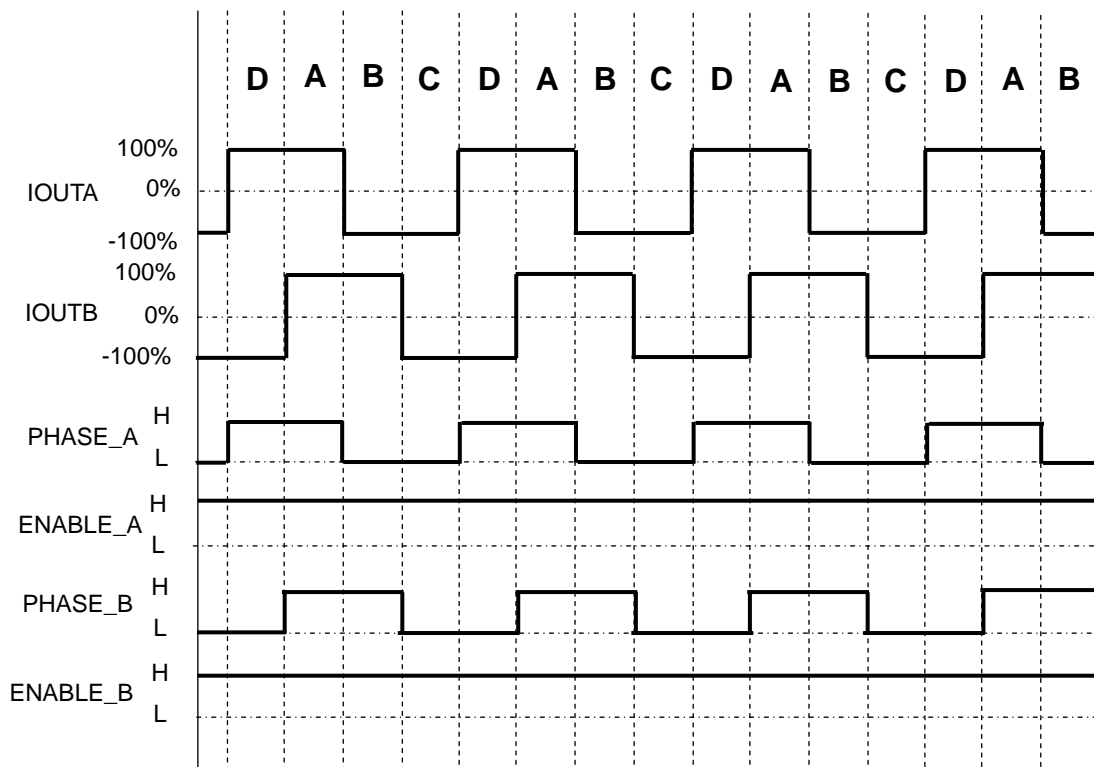 D A B C D A B C D A B C D A B
100%
IOUTA 0%
-100%
100%
IOUTB 0%
-100%
H
PHASE_A
L
H
ENABLE_A
L
H
PHASE_B
L
H
ENABLE_B
L